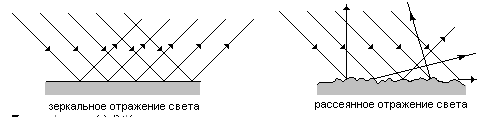 зеркальное отражение света
рассеянное отражение света